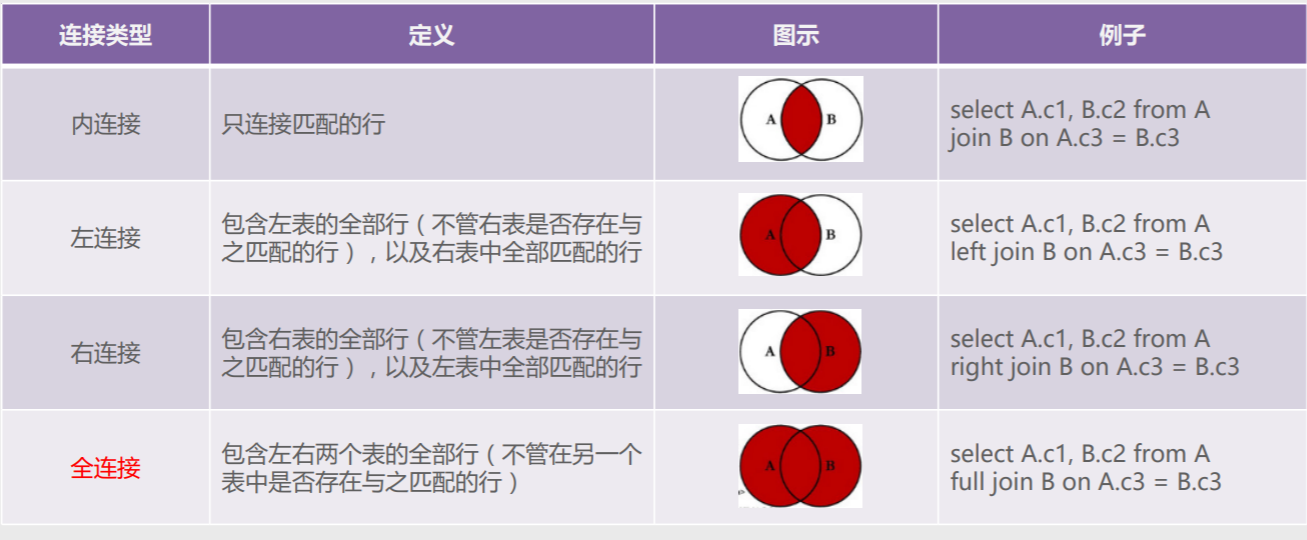 连接类型
定义
图示
例子
内连接
只连接匹配的行
A B
select A.c1, B.c2 from A
join B on A.c3 = B.c3
左连接
包含左表的全部行（不管右表是否存在与
之匹配的行），以及右表中全部匹配的行
A B
select A.c1, B.c2 from A
left join B on A.c3 = B.c3
右连接
包含右表的全部行（不管左表是否存在与
之匹配的行），以及左表中全部匹配的行
A B
select A.c1, B.c2 from A
right join B on A.c3 = B.c3
全连接
包含左右两个表的全部行（不管在另一个
表中是否存在与之匹配的行）
A B
select A.c1, B.c2 from A
full join B on A.c3 = B.c3